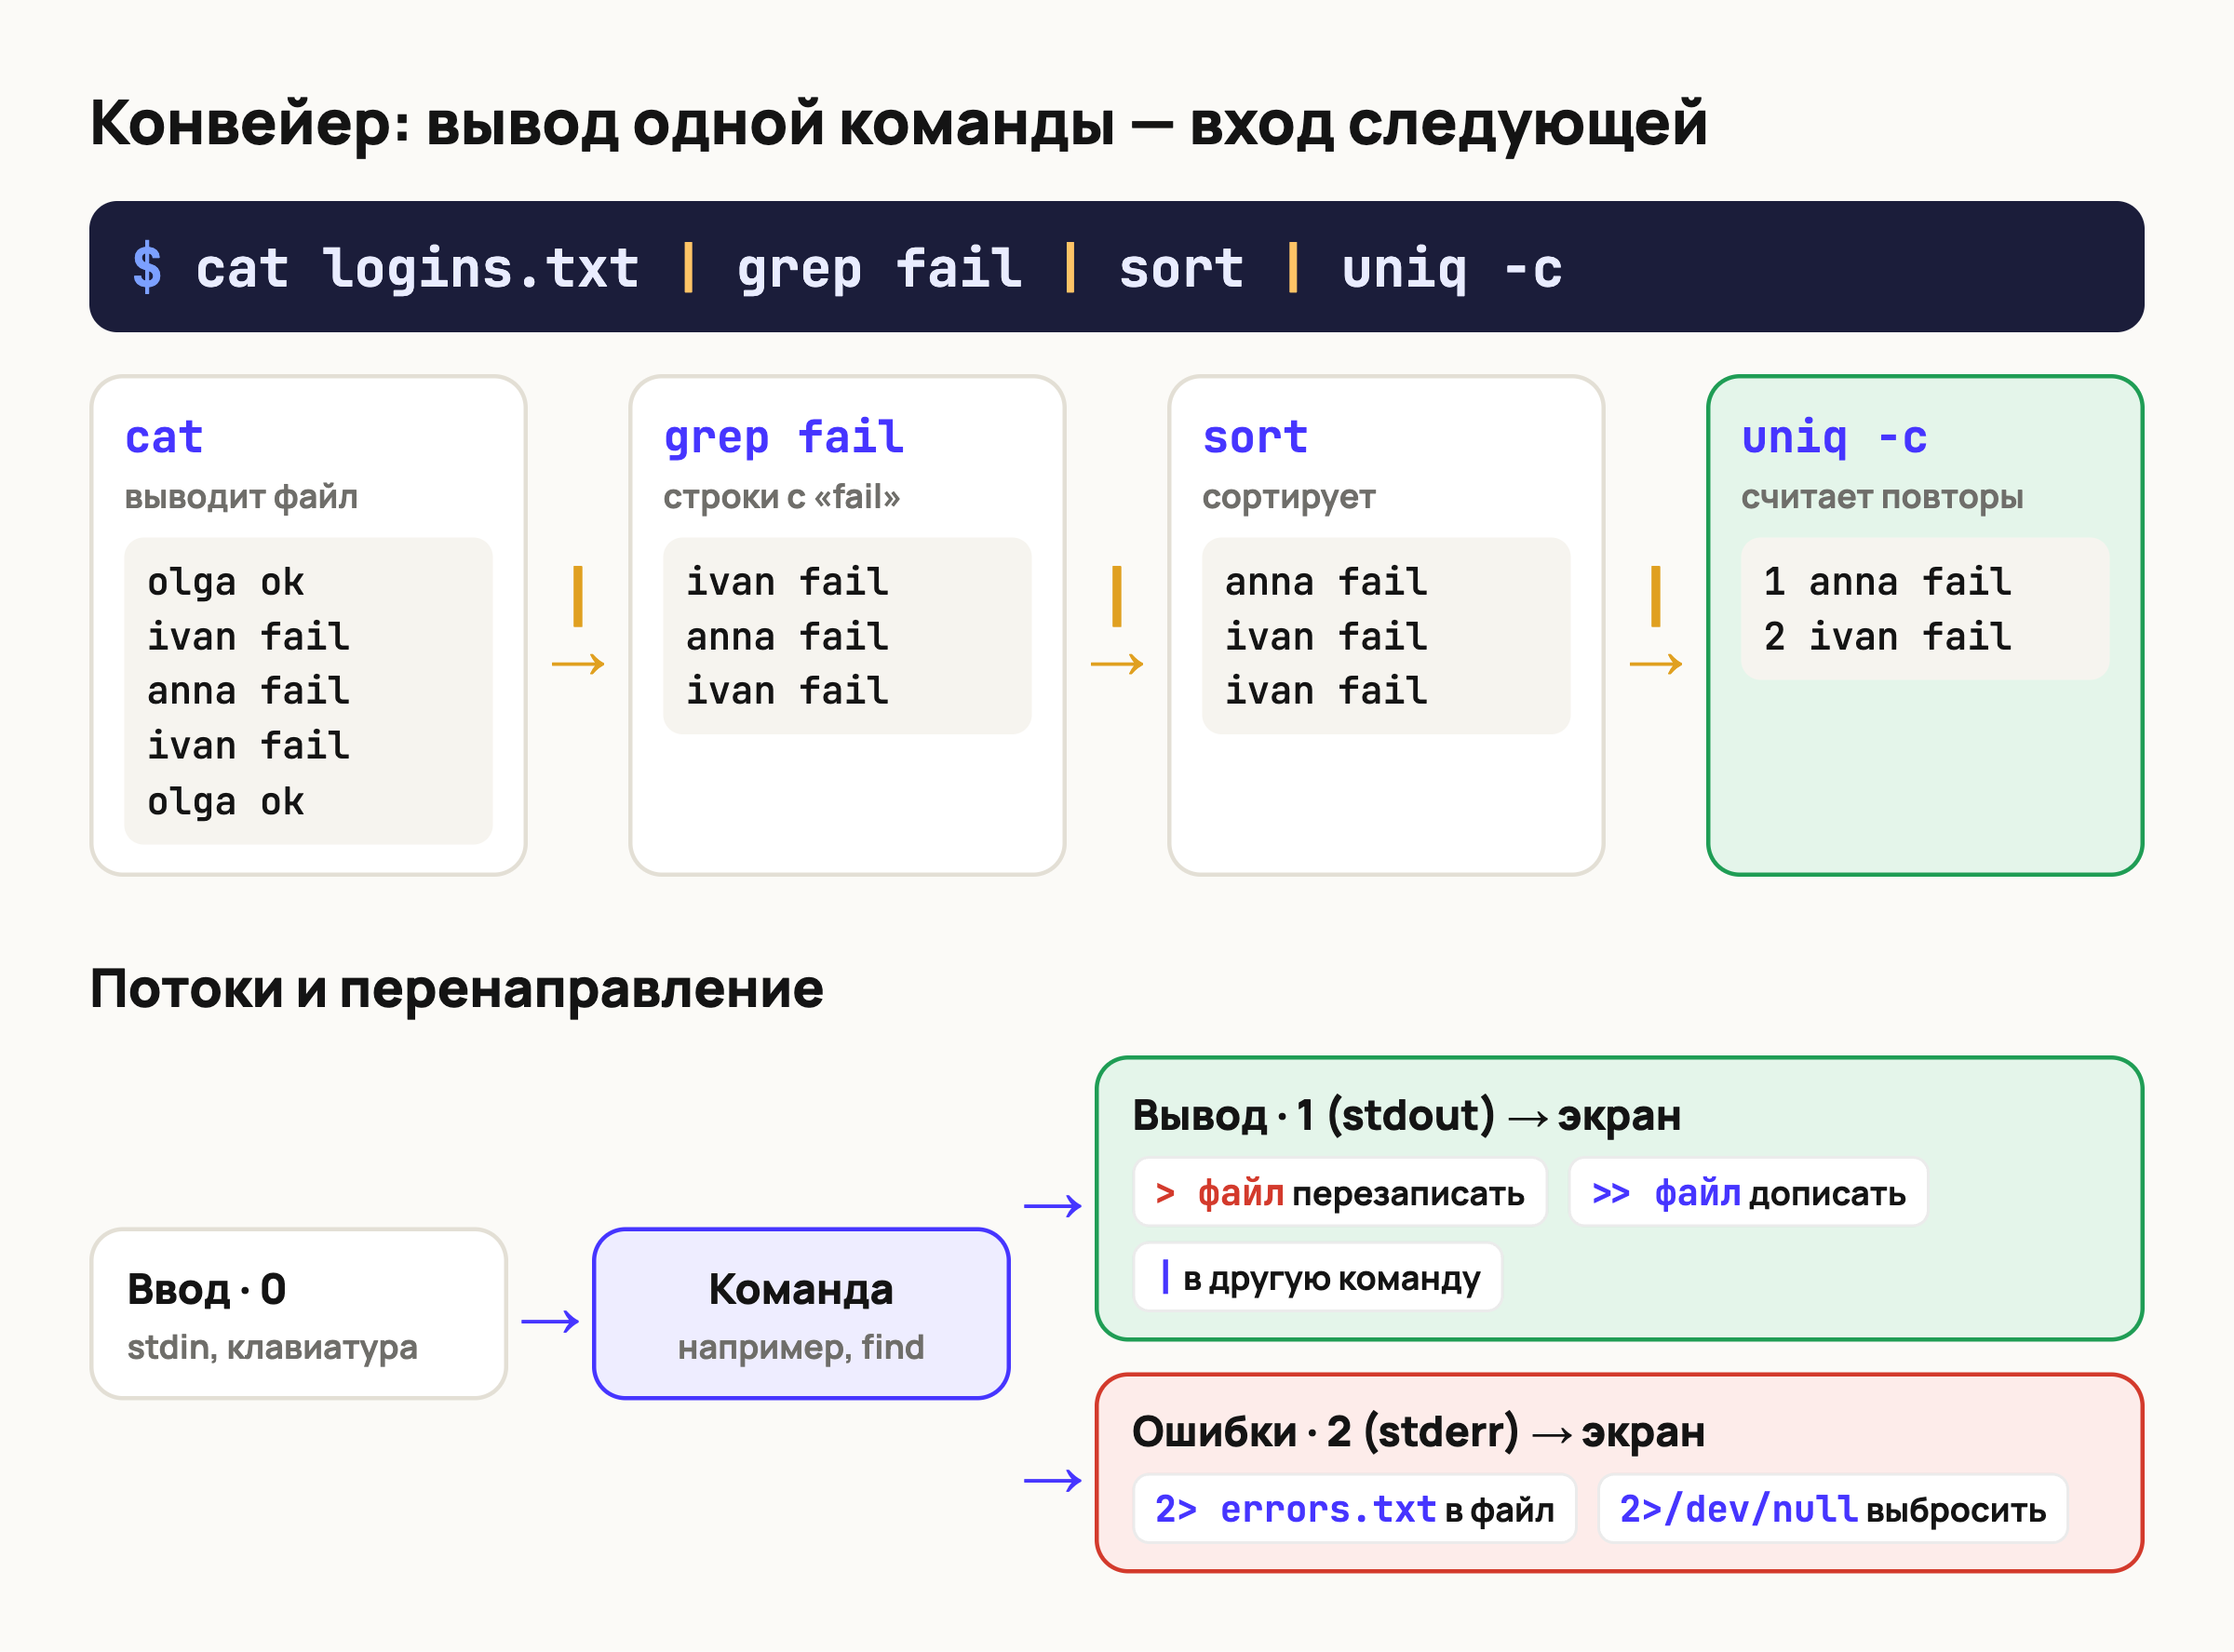 Конвейер: вывод одной команды — вход следующей
$ cat logins.txt | grep fail | sort | uniq -c
cat
выводит файл
olga ok
ivan fail
anna fail
ivan fail
olga ok
|
→
grep fail
строки с «fail»
ivan fail
anna fail
ivan fail
|
→
sort
сортирует
anna fail
ivan fail
ivan fail
|
→
uniq -c
считает повторы
1 anna fail
2 ivan fail
Потоки и перенаправление
Ввод · 0
stdin, клавиатура
→
Команда
например, find
→
Вывод · 1 (stdout) → экран
> файл перезаписать
>> файл дописать
| в другую команду
→
Ошибки · 2 (stderr) → экран
2> errors.txt в файл
2>/dev/null выбросить